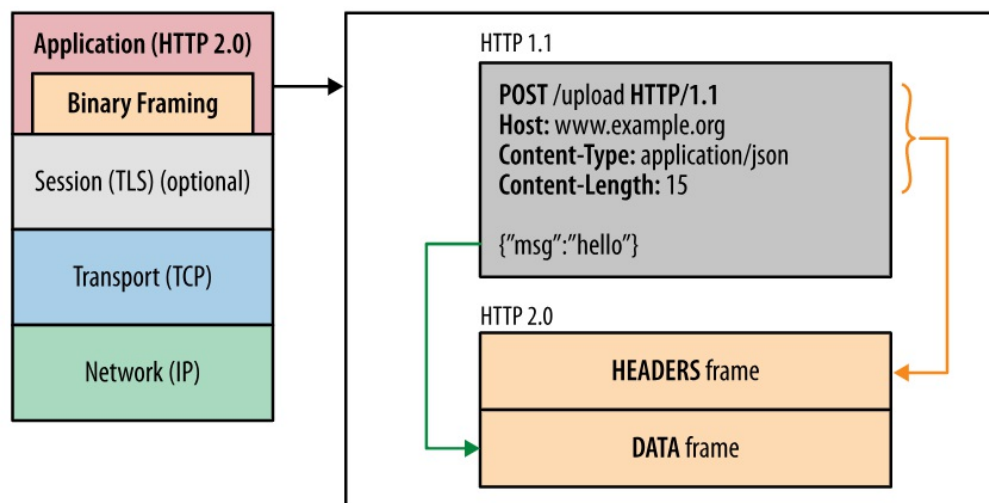 Application (HTTP 2.0)
Binary Framing
Session (TLS) (optional)
Transport (TCP)
Network (IP)
HTTP 1.1
POST /upload HTTP/1.1
Host: www.example.org
Content-Type: application/json
Content-Length: 15
{”msg”:”hello”}
HTTP 2.0
HEADERS frame
DATA frame